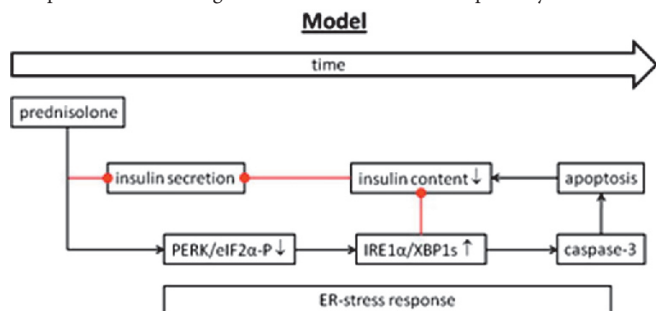 Model
time
prednisolone
insulin secretion
insulin content ↓
apoptosis
PERK/eIF2α-P ↓
IRE1α/XBP1s ↑
caspase-3
ER-stress response